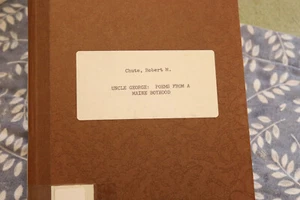 Chute, Robert M.
UNCLE GEORGE: POEMS FROM A
MAINE BOYHOOD